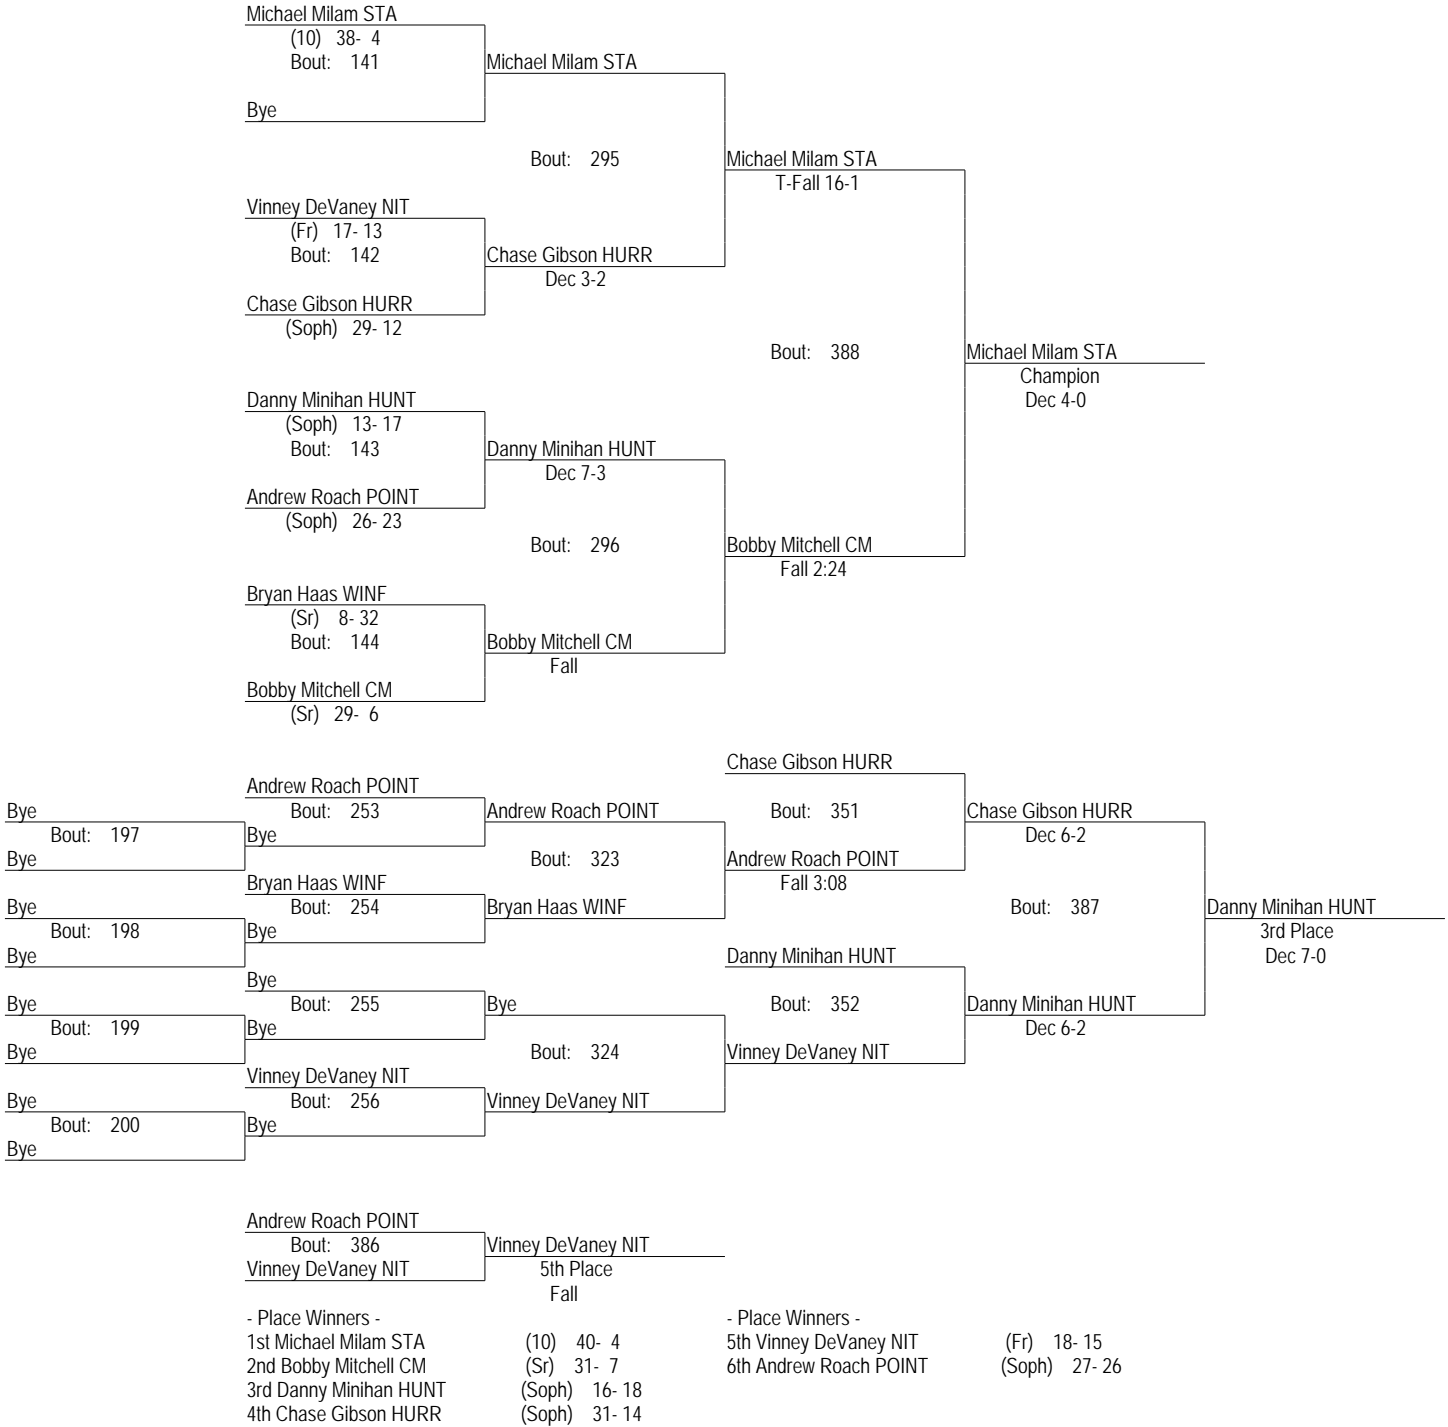 Michael Milam STA
(10) 38- 4
Bout: 141
Michael Milam STA
Bye
Bout: 295
Michael Milam STA
T-Fall 16-1
Vinney DeVaney NIT
(Fr) 17- 13
Bout: 142
Chase Gibson HURR
Dec 3-2
Chase Gibson HURR
(Soph) 29- 12
Bout: 388
Michael Milam STA
Champion
Dec 4-0
Danny Minihan HUNT
(Soph) 13- 17
Bout: 143
Danny Minihan HUNT
Dec 7-3
Andrew Roach POINT
(Soph) 26- 23
Bout: 296
Bobby Mitchell CM
Fall 2:24
Bryan Haas WINF
(Sr) 8- 32
Bout: 144
Bobby Mitchell CM
Fall
Bobby Mitchell CM
(Sr) 29- 6
Chase Gibson HURR
Andrew Roach POINT
Bye
Bout: 253
Andrew Roach POINT
Bout: 351
Chase Gibson HURR
Bout: 197
Bye
Dec 6-2
Bye
Bout: 323
Andrew Roach POINT
Bryan Haas WINF
Fall 3:08
Bye
Bout: 254
Bryan Haas WINF
Bout: 387
Danny Minihan HUNT
Bout: 198
Bye
3rd Place
Bye
Danny Minihan HUNT
Dec 7-0
Bye
Bye
Bout: 255
Bye
Bout: 352
Danny Minihan HUNT
Bout: 199
Bye
Dec 6-2
Bye
Bout: 324
Vinney DeVaney NIT
Vinney DeVaney NIT
Bye
Bout: 256
Vinney DeVaney NIT
Bout: 200
Bye
Bye
Andrew Roach POINT
Bout: 386
Vinney DeVaney NIT
Vinney DeVaney NIT
5th Place
Fall
- Place Winners -
1st Michael Milam STA (10) 40- 4
2nd Bobby Mitchell CM (Sr) 31- 7
3rd Danny Minihan HUNT (Soph) 16- 18
4th Chase Gibson HURR (Soph) 31- 14
- Place Winners -
5th Vinney DeVaney NIT (Fr) 18- 15
6th Andrew Roach POINT (Soph) 27- 26